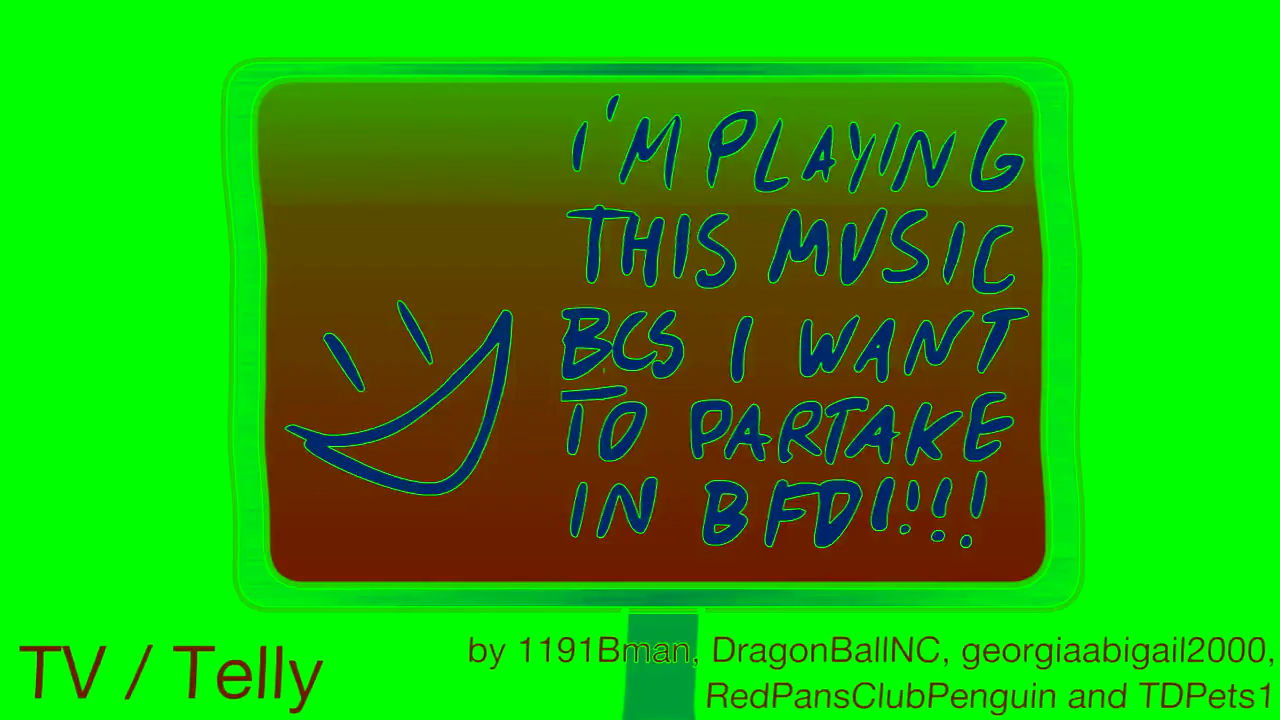 I'M PLAYING
THIS MUSIC
BCS I WANT
TO PARTAKE
IN BFDI!!!
TV / Telly
by 1191Bman, DragonBallNC, georgiaabigail2000,
RedPansClubPenguin and TDPets1